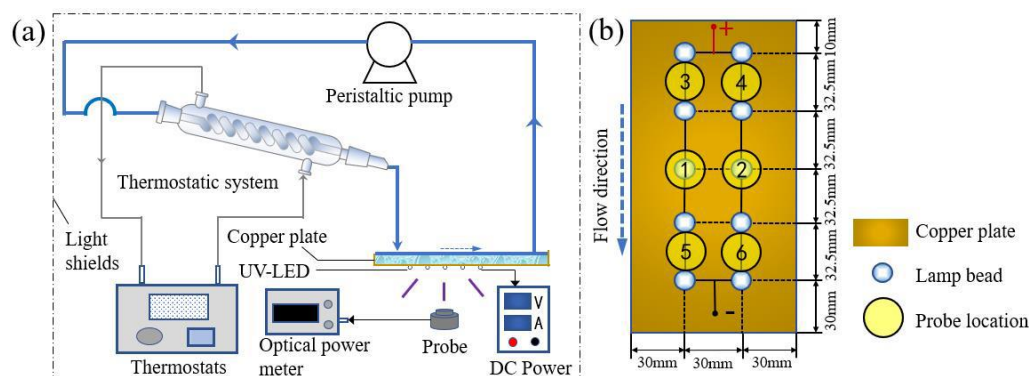 (a)
Peristaltic pump
Thermostatic system
Light
shields
Copper plate
UV-LED
V
A
Optical power
meter
Probe
Thermostats
DC Power
(b)
+
3
4
1
2
5
6
-
Flow direction
10mm
32.5mm
32.5mm
32.5mm
32.5mm
30mm
30mm
30mm
30mm
Copper plate
Lamp bead
Probe location